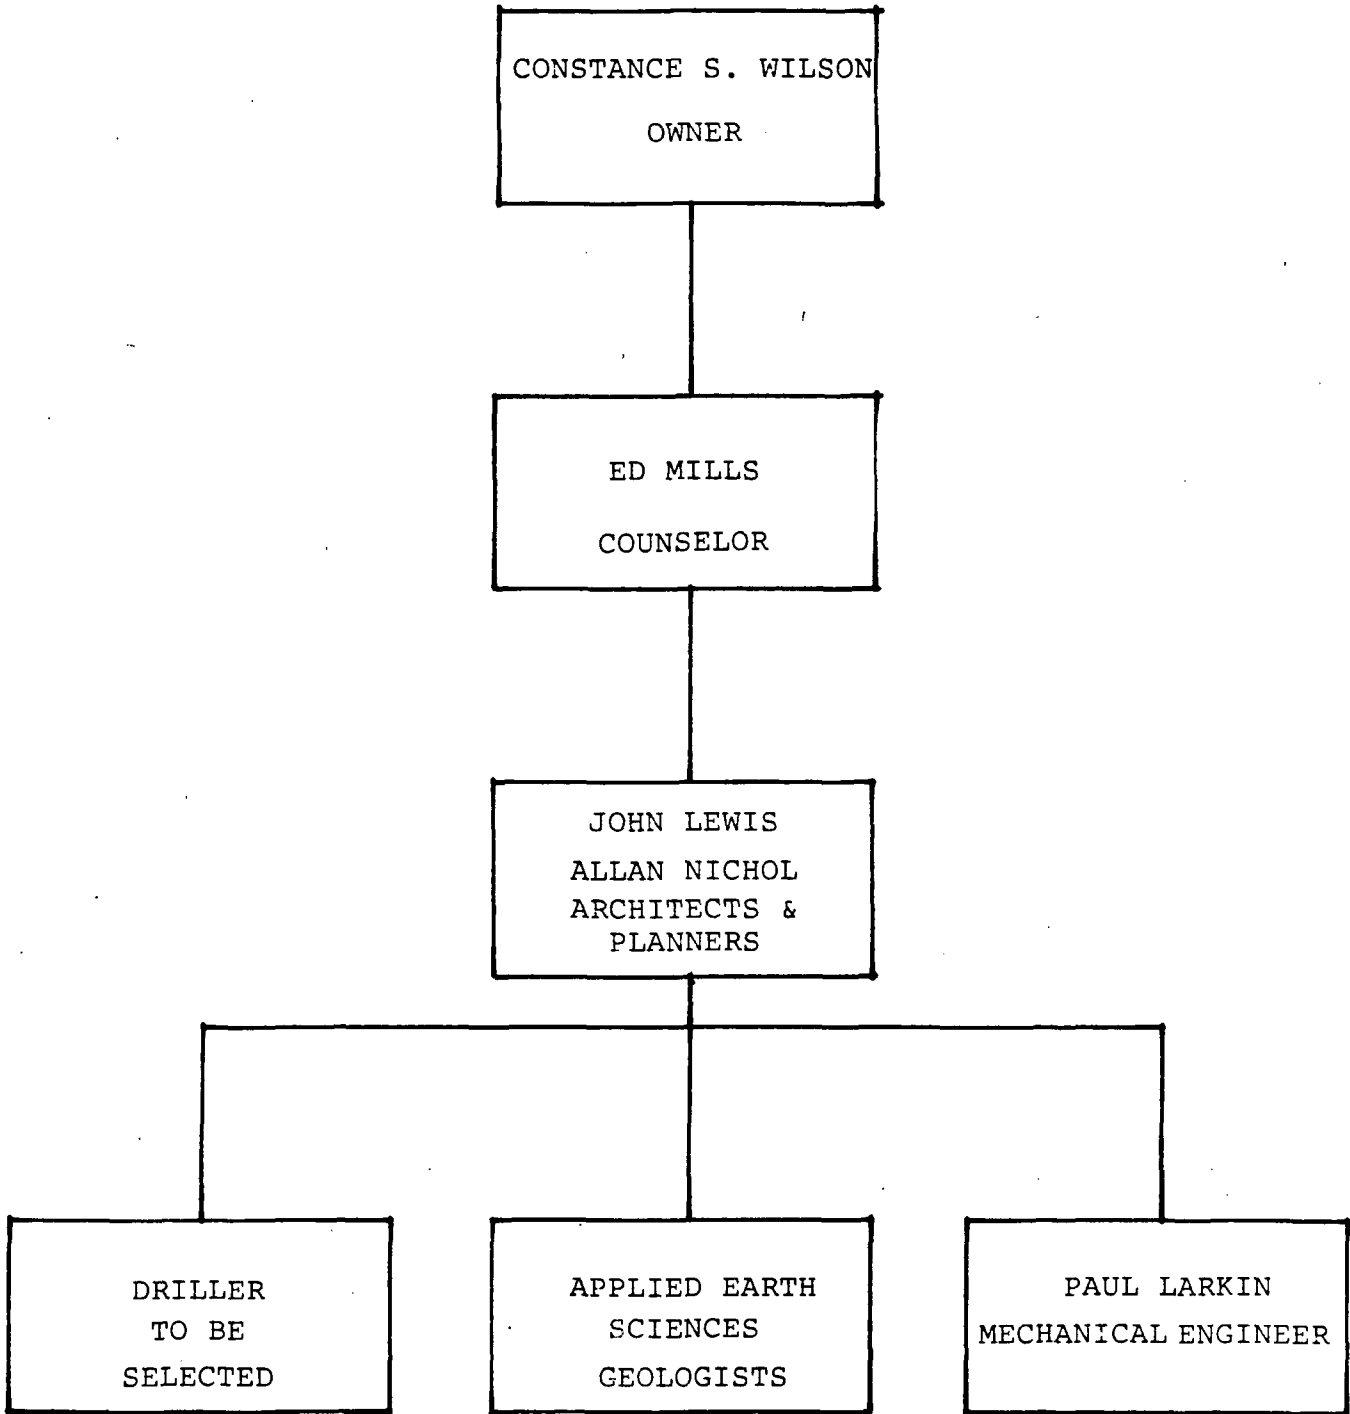 CONSTANCE S. WILSON
OWNER
ED MILLS
COUNSELOR
JOHN LEWIS
ALLAN NICHOL
ARCHITECTS &
PLANNERS
DRILLER
TO BE
SELECTED
APPLIED EARTH
SCIENCES
GEOLOGISTS
PAUL LARKIN
MECHANICAL ENGINEER